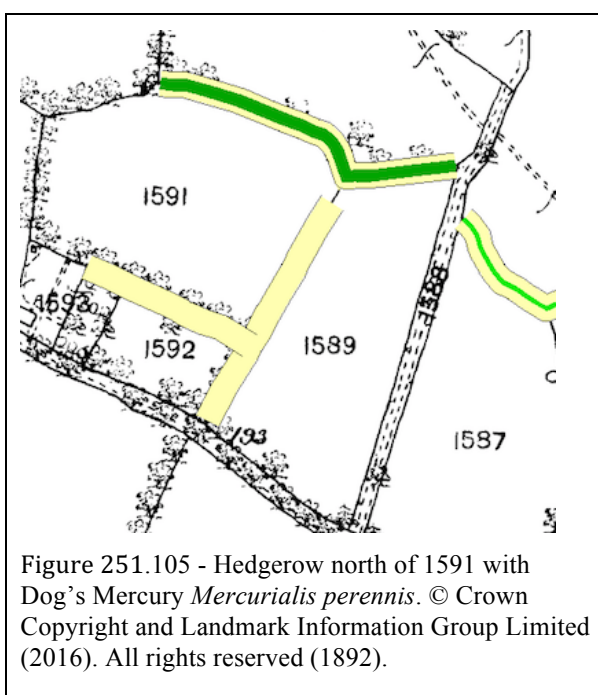 1591
1593
1592
1589
1588
193
1587
Figure 251.105 - Hedgerow north of 1591 with
Dog’s Mercury Mercurialis perennis. © Crown
Copyright and Landmark Information Group Limited
(2016). All rights reserved (1892).